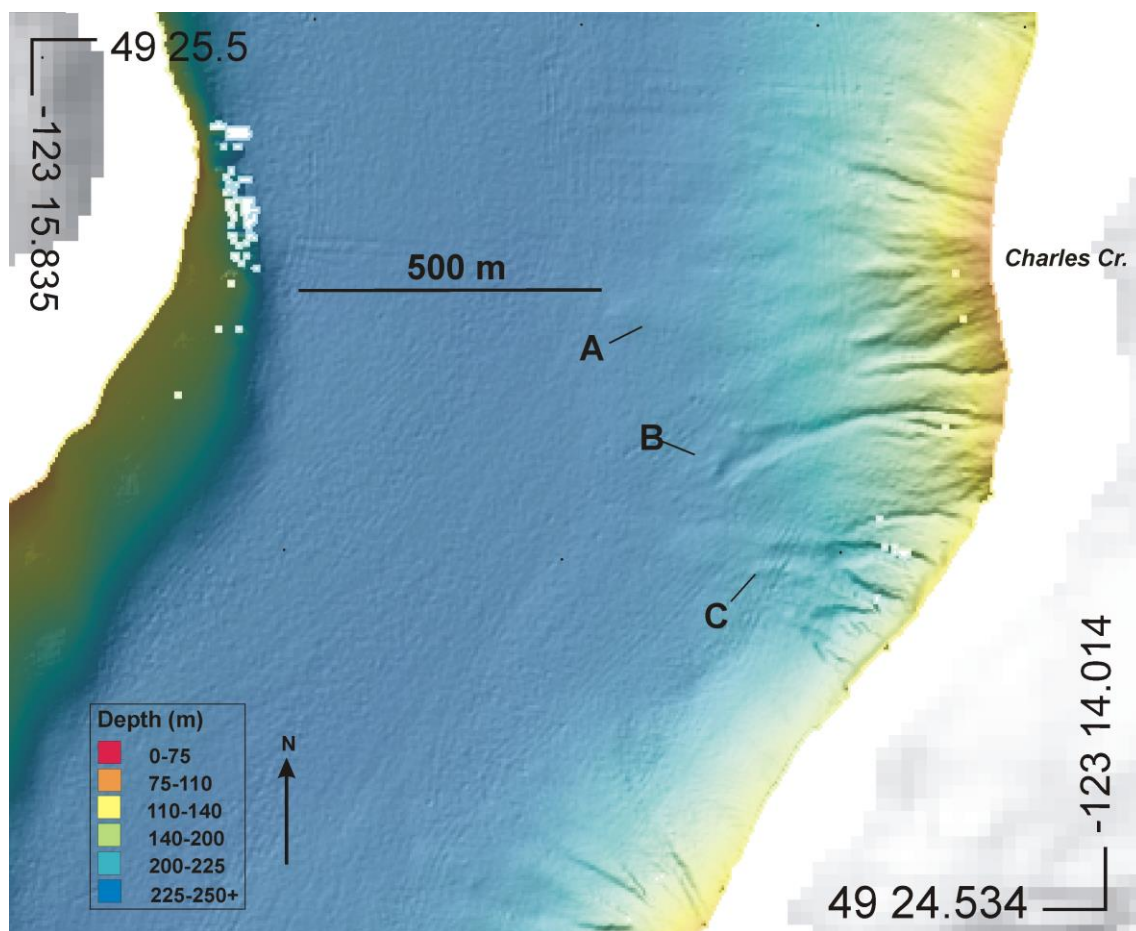 49 25.5
-123 15.835
500 m
Charles Cr.
A
B
C
Depth (m)
0-75
75-110
110-140
140-200
200-225
225-250+
N
-123 14.014
49 24.534